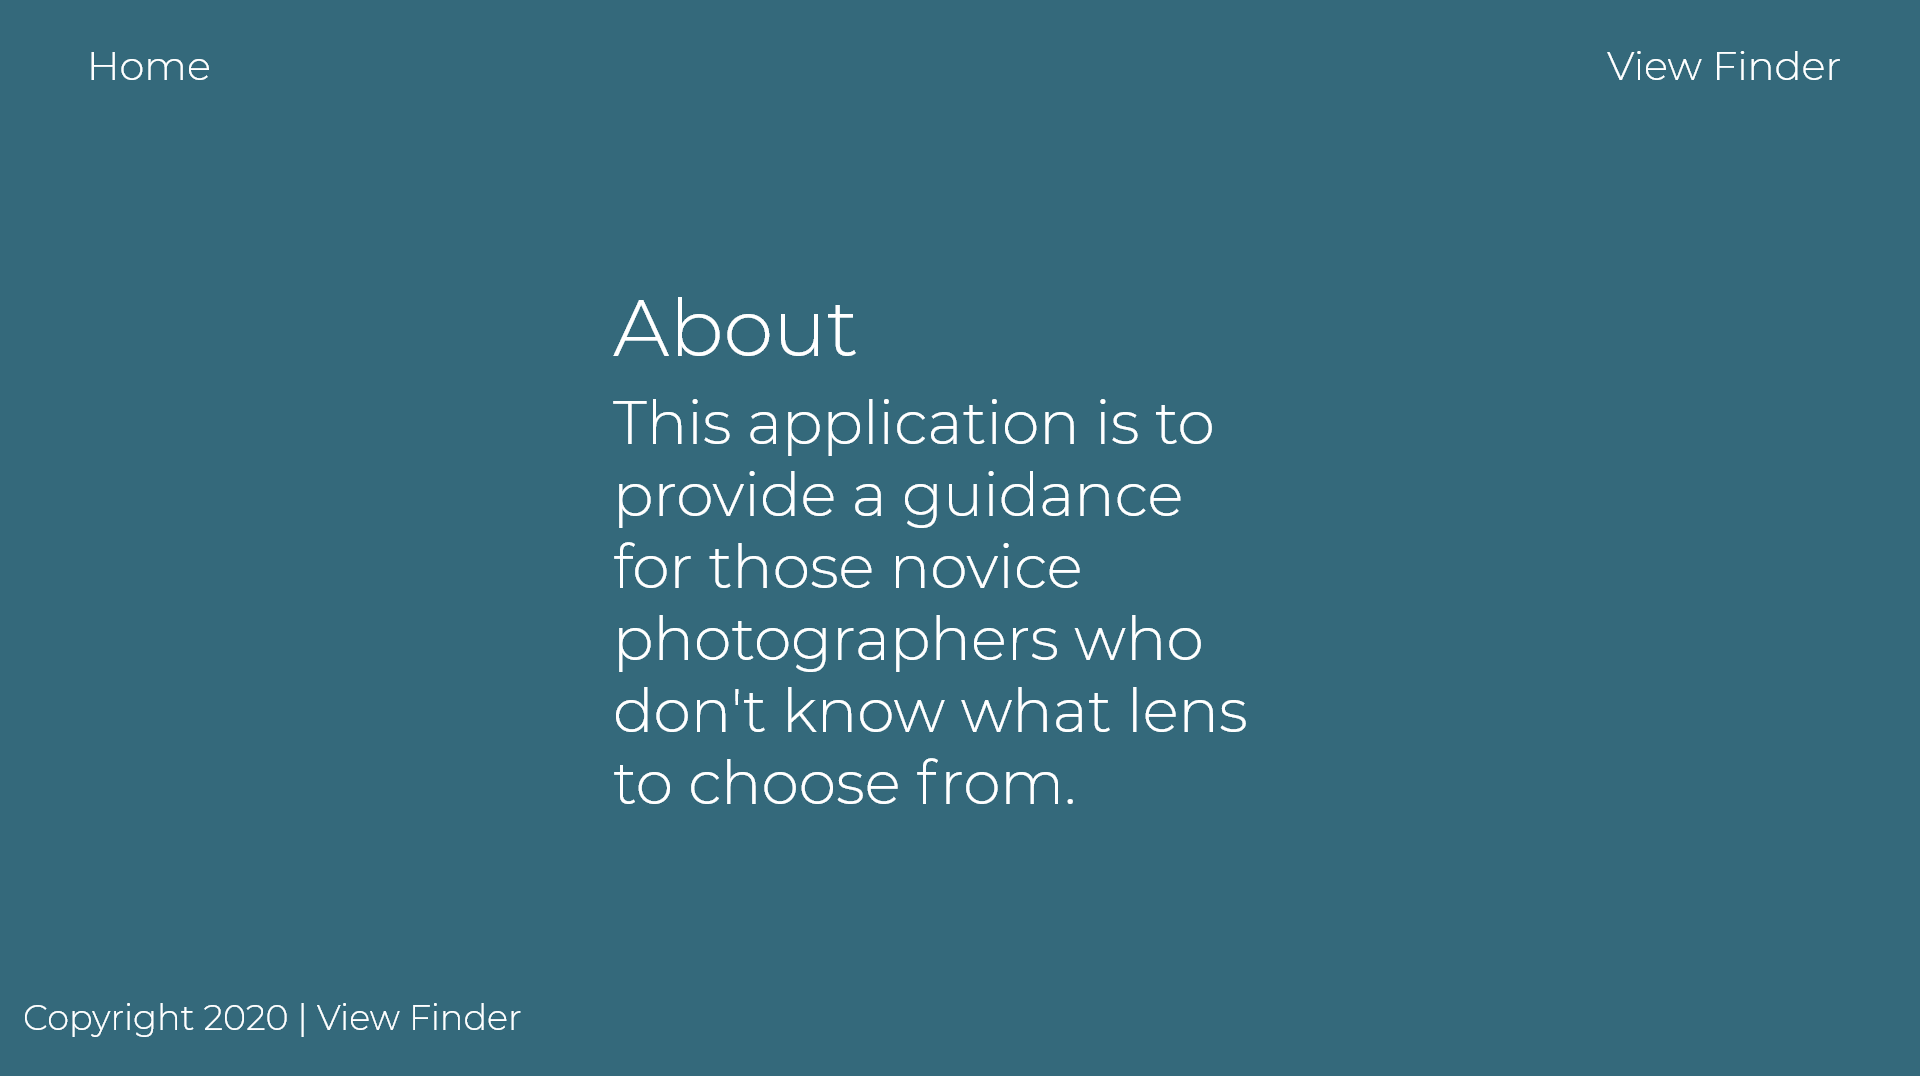 Home
View Finder
About
This application is to
provide a guidance
for those novice
photographers who
don't know what lens
to choose from.
Copyright 2020 | View Finder